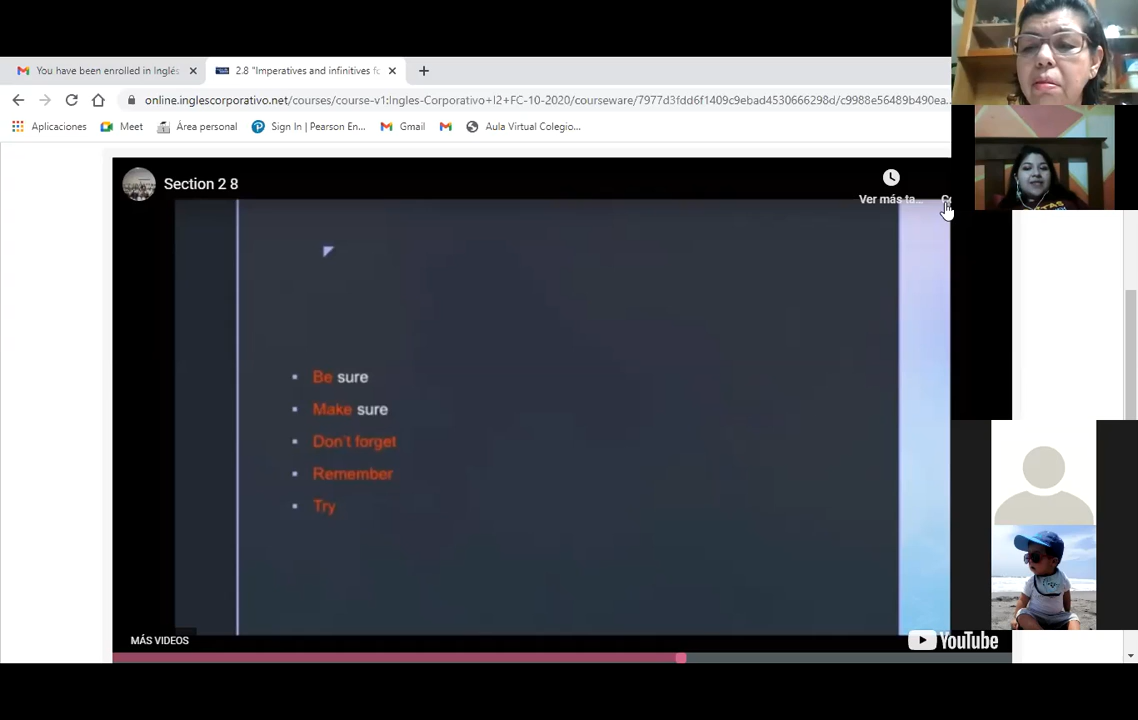 You have been enrolled in Inglés
2.8 "Imperatives and infinitives fo
online.inglescorporativo.net/courses/course-v1:Ingles-Corporativo+I2+FC-10-2020/courseware/7977d3fdd6f1409c9ebad4530666298d/c9988e56489b490ea...
Aplicaciones
Meet
Área personal
Sign In | Pearson En...
Gmail
Aula Virtual Colegio...
Section 2 8
Ver más ta...
Be sure
Make sure
Don't forget
Remember
Try
MÁS VIDEOS
YouTube